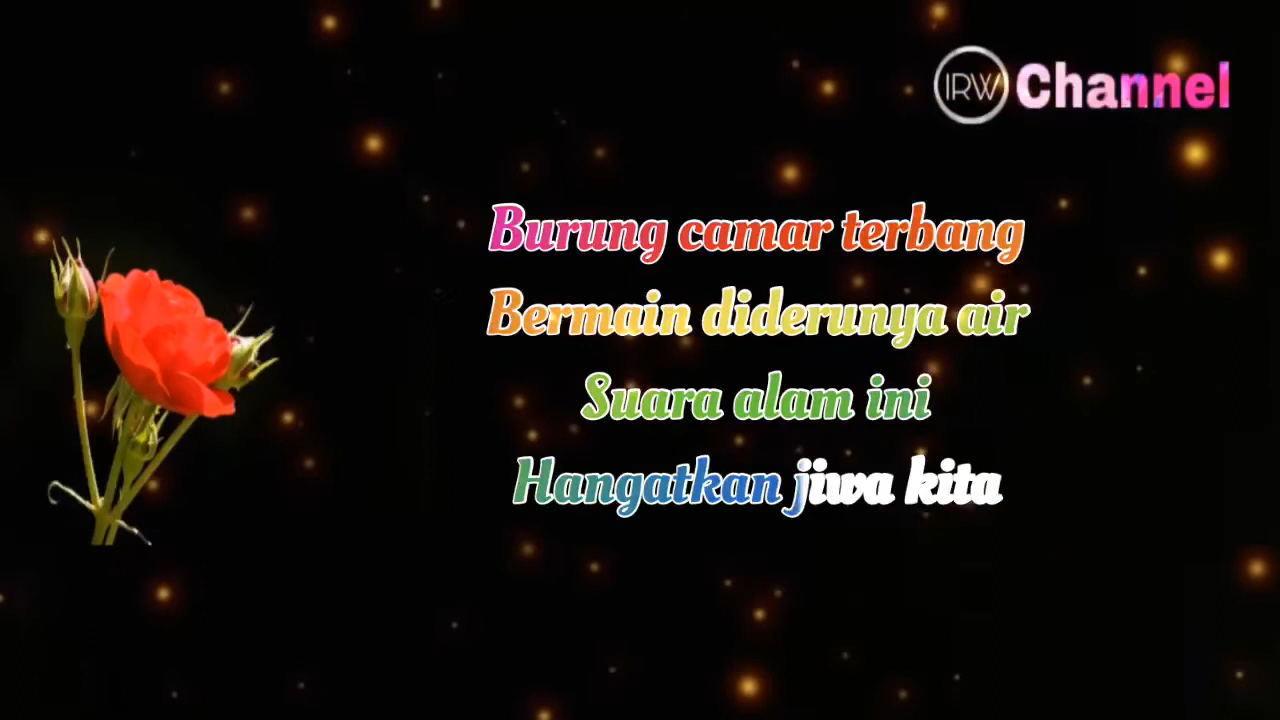 IRW Channel
Burung camar terbang
Bermain diderunya air
Suara alam ini
Hangatkan jiwa kita